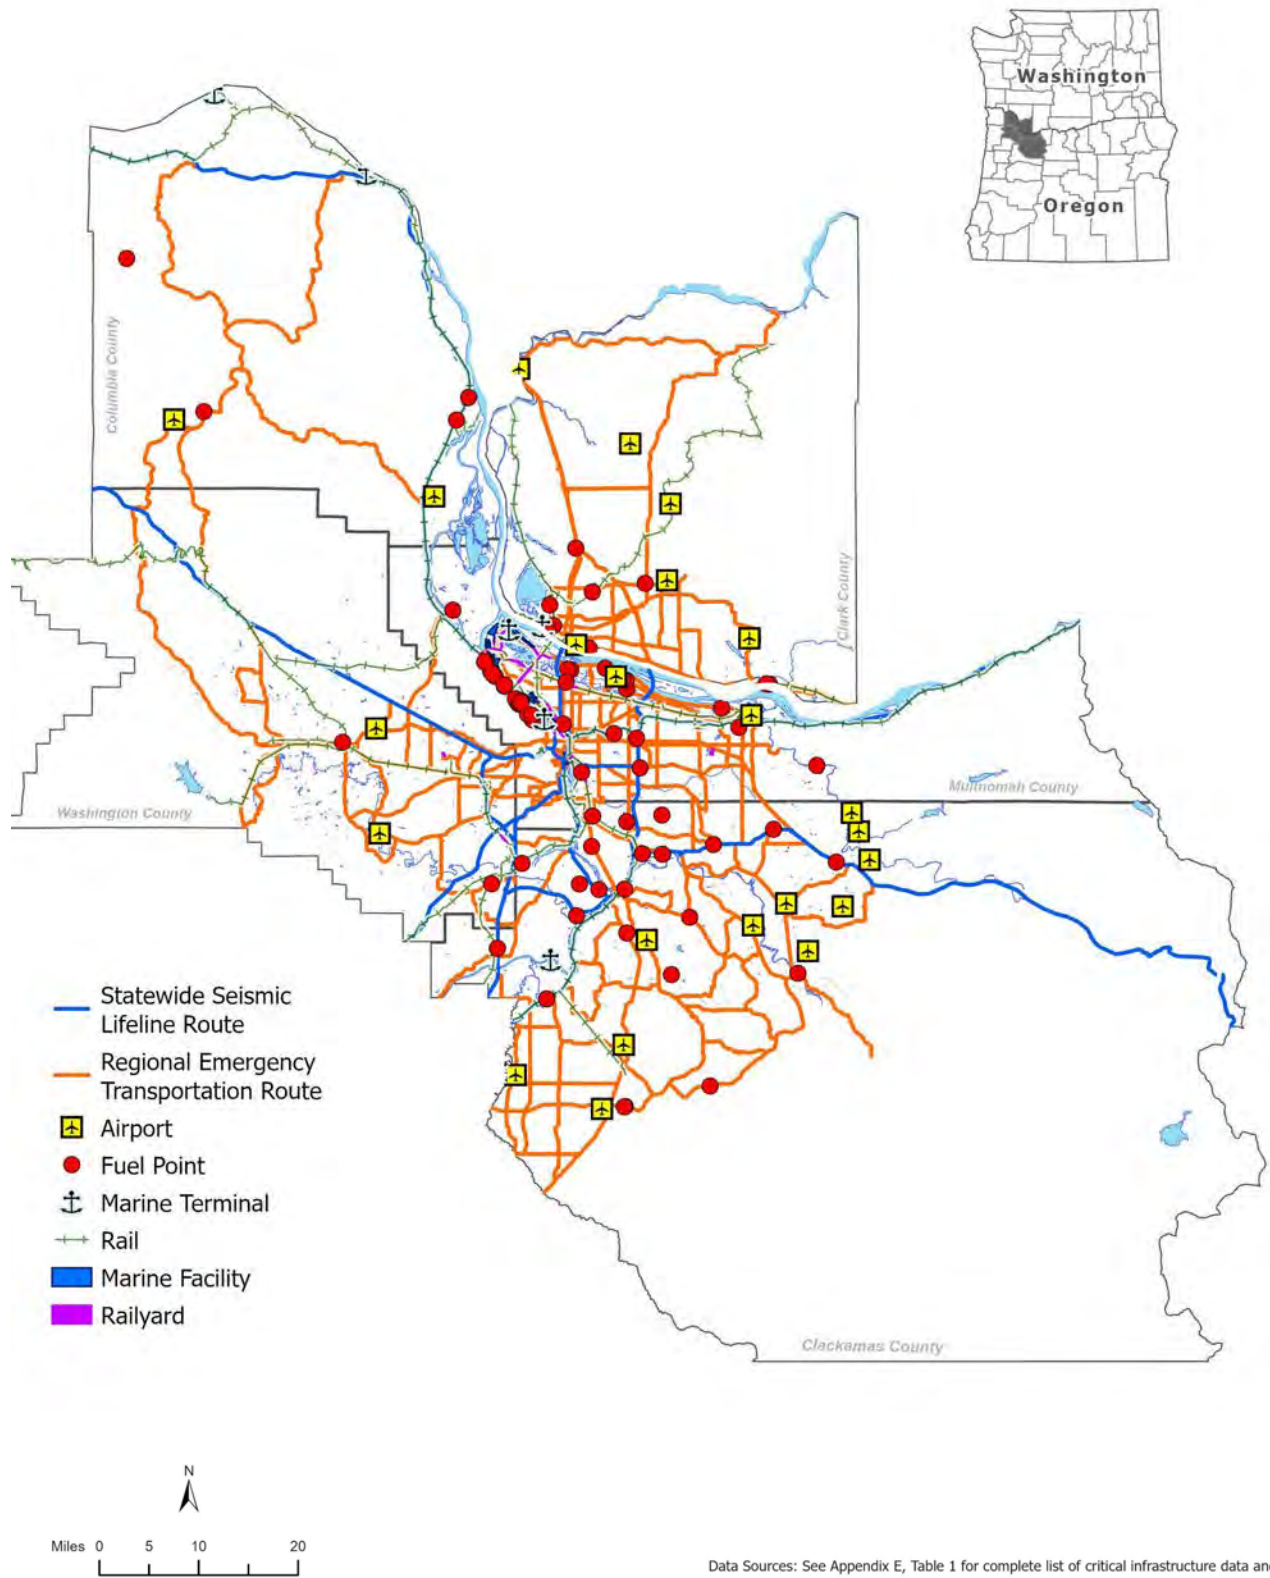 Washington
Oregon
Columbia County
Clark County
Multnomah County
Washington County
Statewide Seismic
Lifeline Route
Regional Emergency
Transportation Route
Airport
Fuel Point
Marine Terminal
Rail
Marine Facility
Railyard
Clackamas County
N
Miles 0 5 10 20
Data Sources: See Appendix E, Table 1 for complete list of critical infrastructure data an